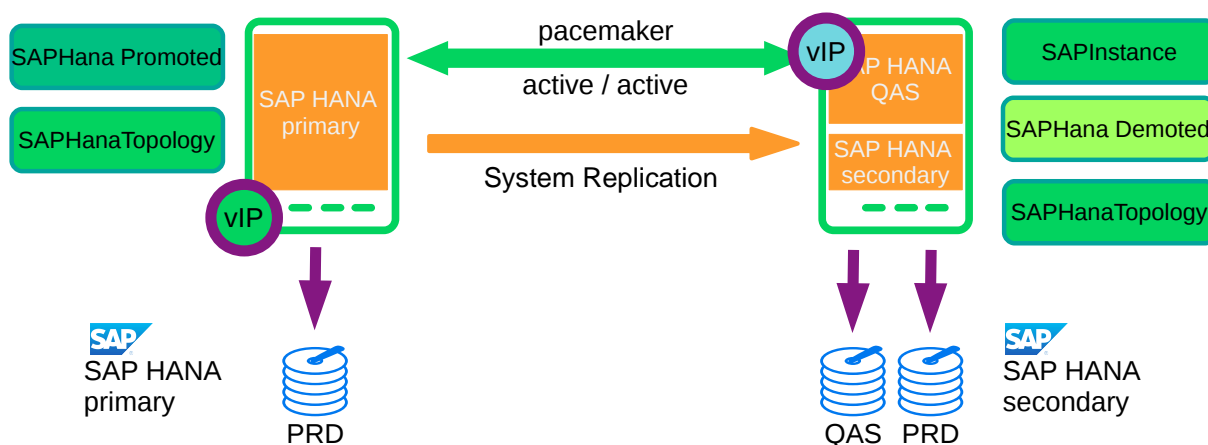 SAPHana Promoted
SAPHanaTopology
SAP HANA
primary
vIP
pacemaker
active / active
System Replication
vIP
SAP HANA
QAS
SAP HANA
secondary
SAPInstance
SAPHana Demoted
SAPHanaTopology
SAP
SAP HANA
primary
PRD
QAS
PRD
SAP
SAP HANA
secondary